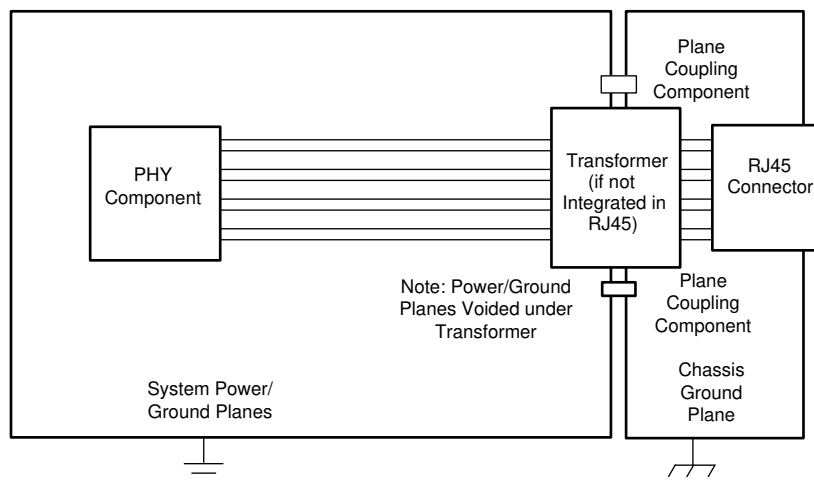 Plane
Coupling
Component
PHY
Component
Transformer
(if not
Integrated in
RJ45)
RJ45
Connector
Note: Power/Ground
Planes Voided under
Transformer
Plane
Coupling
Component
System Power/
Ground Planes
Chassis
Ground
Plane